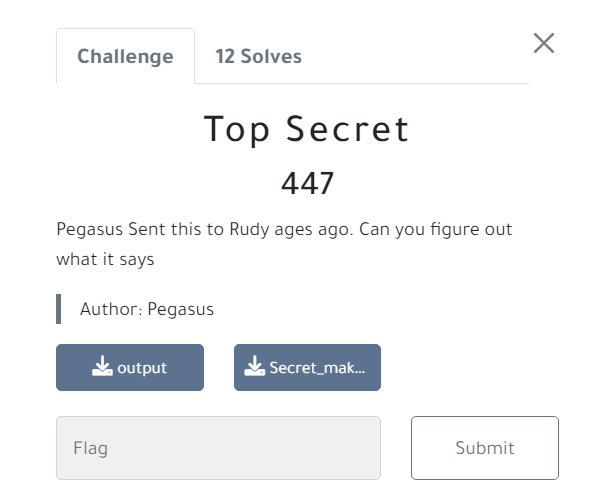 Challenge
12 Solves
Top Secret
447
Pegasus Sent this to Rudy ages ago. Can you figure out
what it says
Author: Pegasus
output
Secret_mak...
Flag
Submit